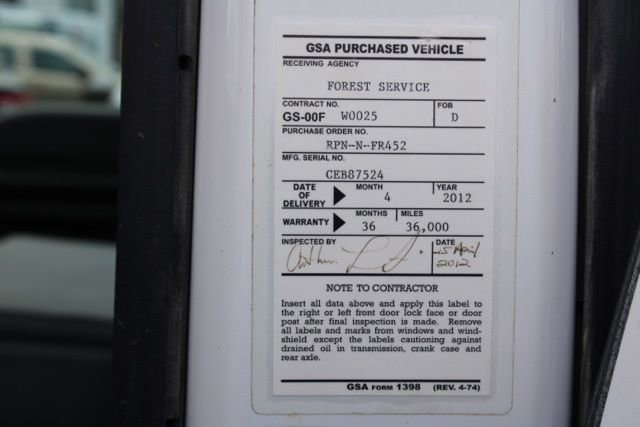 GSA PURCHASED VEHICLE
RECEIVING AGENCY
FOREST SERVICE
CONTRACT NO. FOB
GS-00F W0025 D
PURCHASE ORDER NO.
RPN-N-FR452
MFG. SERIAL NO.
CEB87524
DATE OF DELIVERY MONTH YEAR
4 2012
WARRANTY MONTHS MILES
36 36,000
INSPECTED BY DATE
April
2012
NOTE TO CONTRACTOR
Insert all data above and apply this label to
the right or left front door lock face or door
post after final inspection is made. Remove
all labels and marks from windows and wind-
shield except the labels cautioning against
drained oil in transmission, crank case and
rear axle.
GSA FORM 1398 (REV. 4-74)